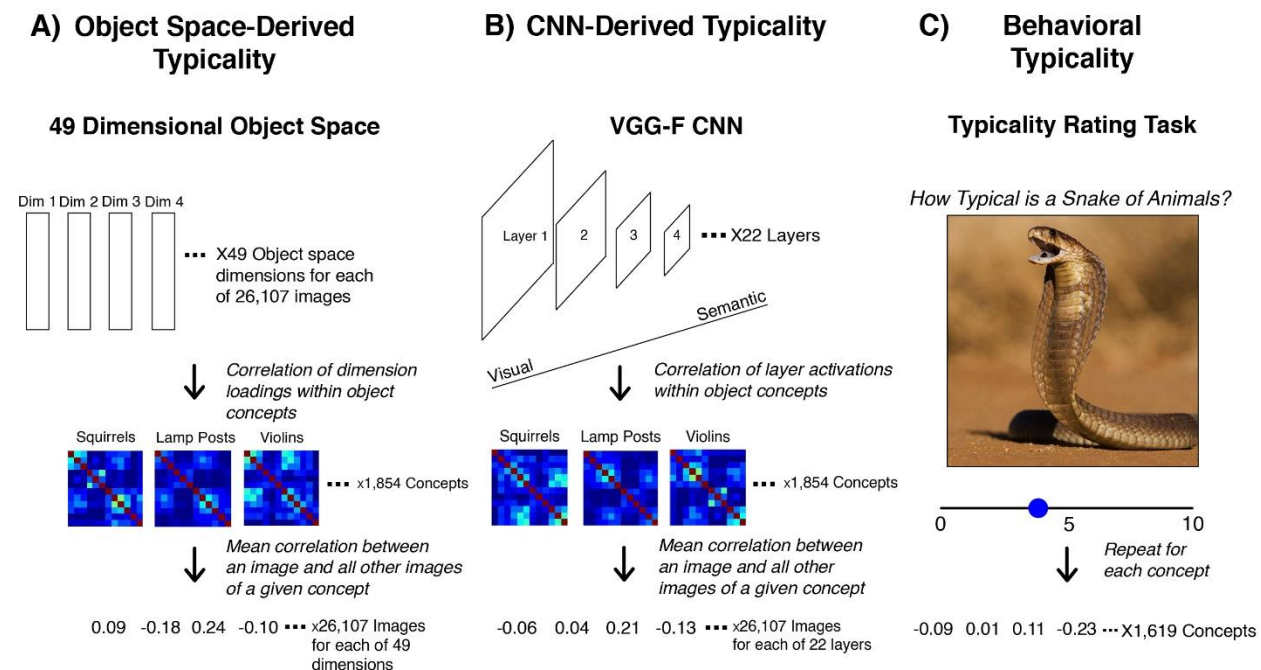 A) Object Space-Derived
Typicality
49 Dimensional Object Space
Dim 1 Dim 2 Dim 3 Dim 4
... X49 Object space
dimensions for each
of 26,107 images
Correlation of dimension
loadings within object
concepts
Squirrels Lamp Posts Violins
... x1,854 Concepts
Mean correlation between
an image and all other images
of a given concept
0.09 -0.18 0.24 -0.10 ... x26,107 Images
for each of 49
dimensions
B) CNN-Derived Typicality
VGG-F CNN
Layer 1 2 3 4 ... X22 Layers
Semantic
Visual
Correlation of layer activations
within object concepts
Squirrels Lamp Posts Violins
... x1,854 Concepts
Mean correlation between
an image and all other
images of a given concept
-0.06 0.04 0.21 -0.13 ... x26,107 Images
for each of 22 layers
C) Behavioral
Typicality
Typicality Rating Task
How Typical is a Snake of Animals?
0 5 10
Repeat for
each concept
-0.09 0.01 0.11 -0.23 ... X1,619 Concepts